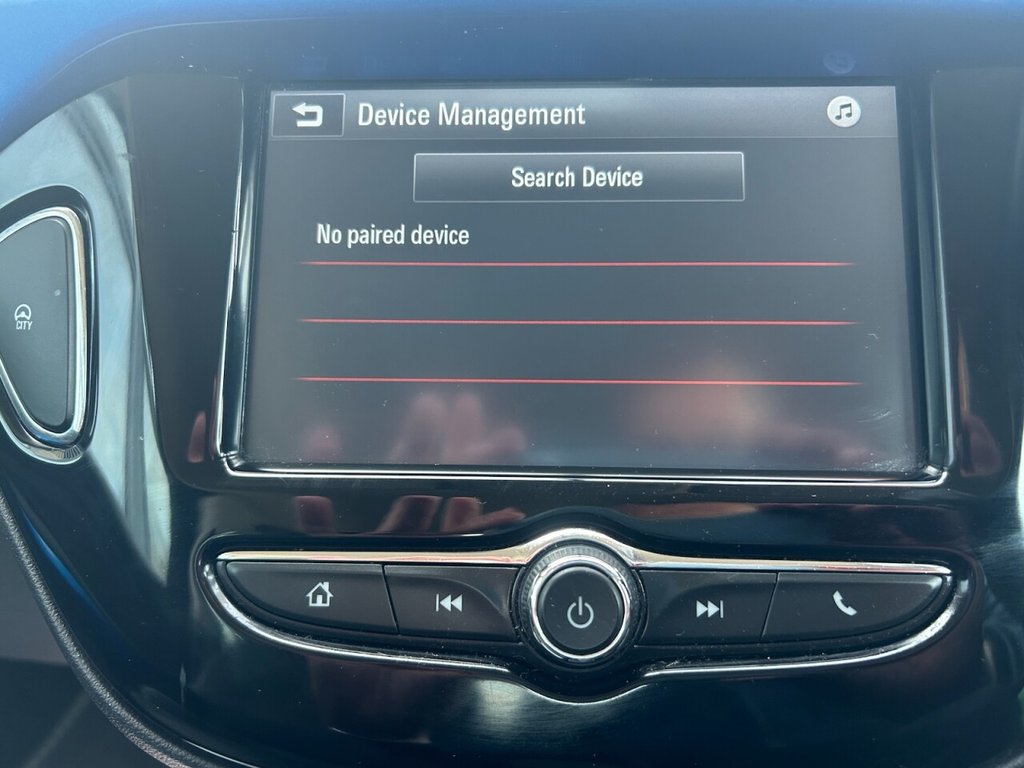 Device Management
Search Device
No paired device
CITY